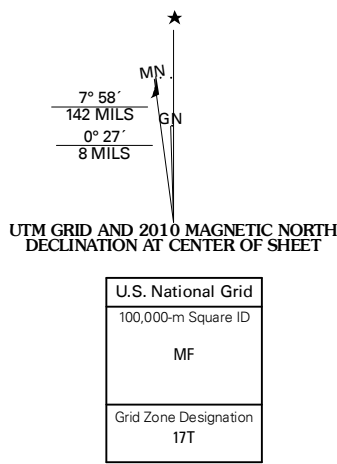 ★
MN
7° 58´
142 MILS
GN
0° 27´
8 MILS
UTM GRID AND 2010 MAGNETIC NORTH
DECLINATION AT CENTER OF SHEET
U.S. National Grid
100,000-m Square ID
MF
Grid Zone Designation
17T